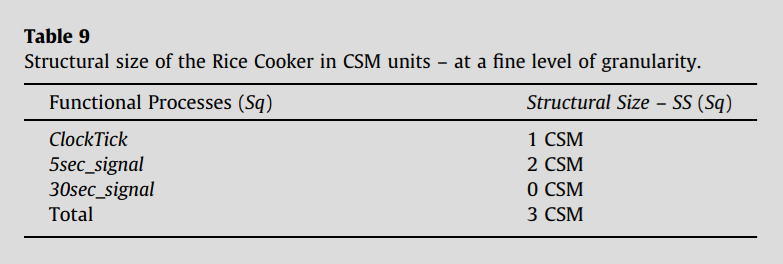 Table 9
Structural size of the Rice Cooker in CSM units – at a fine level of granularity.
Functional Processes (Sq) Structural Size – SS (Sq)
ClockTick 1 CSM
5sec_signal 2 CSM
30sec_signal 0 CSM
Total 3 CSM